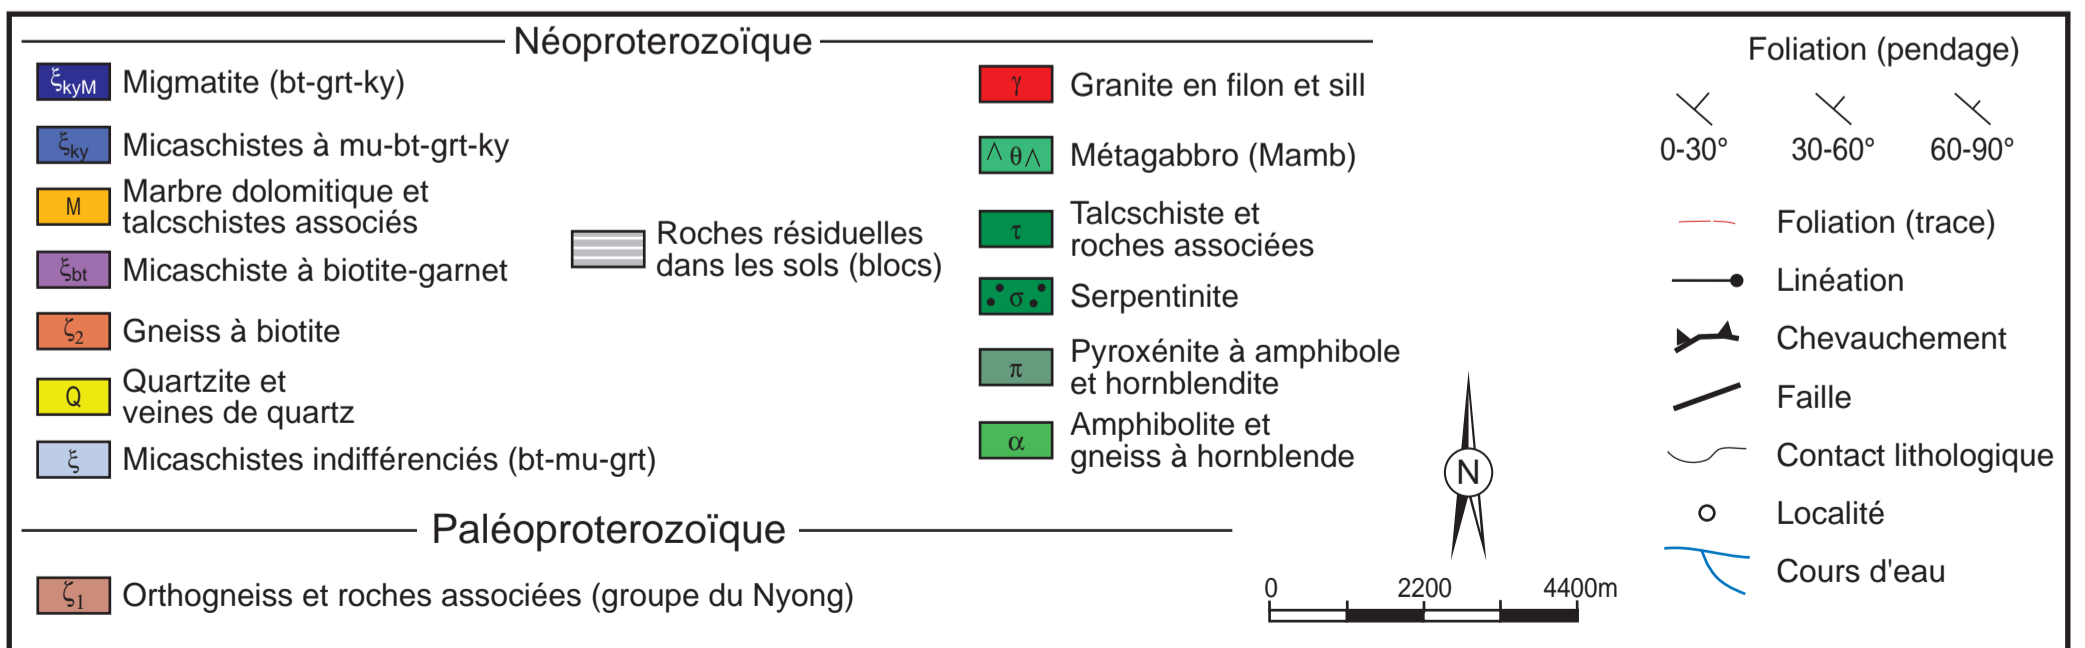 Néoproterozoïque
ξkyM Migmatite (bt-grt-ky)
ξky Micaschistes à mu-bt-grt-ky
M Marbre dolomitique et
talcschistes associés
ξbt Micaschiste à biotite-garnet
ζ2 Gneiss à biotite
Q Quartzite et
veines de quartz
ξ Micaschistes indifférenciés (bt-mu-grt)
Roches résiduelles
dans les sols (blocs)
γ Granite en filon et sill
^ θ ^ Métagabbro (Mamb)
τ Talcschiste et
roches associées
σ Serpentinite
π Pyroxénite à amphibole
et hornblendite
α Amphibolite et
gneiss à hornblende
Paléoproterozoïque
ζ1 Orthogneiss et roches associées (groupe du Nyong)
N
0 2200 4400m
Foliation (pendage)
0-30° 30-60° 60-90°
Foliation (trace)
Linéation
Chevauchement
Faille
Contact lithologique
Localité
Cours d'eau